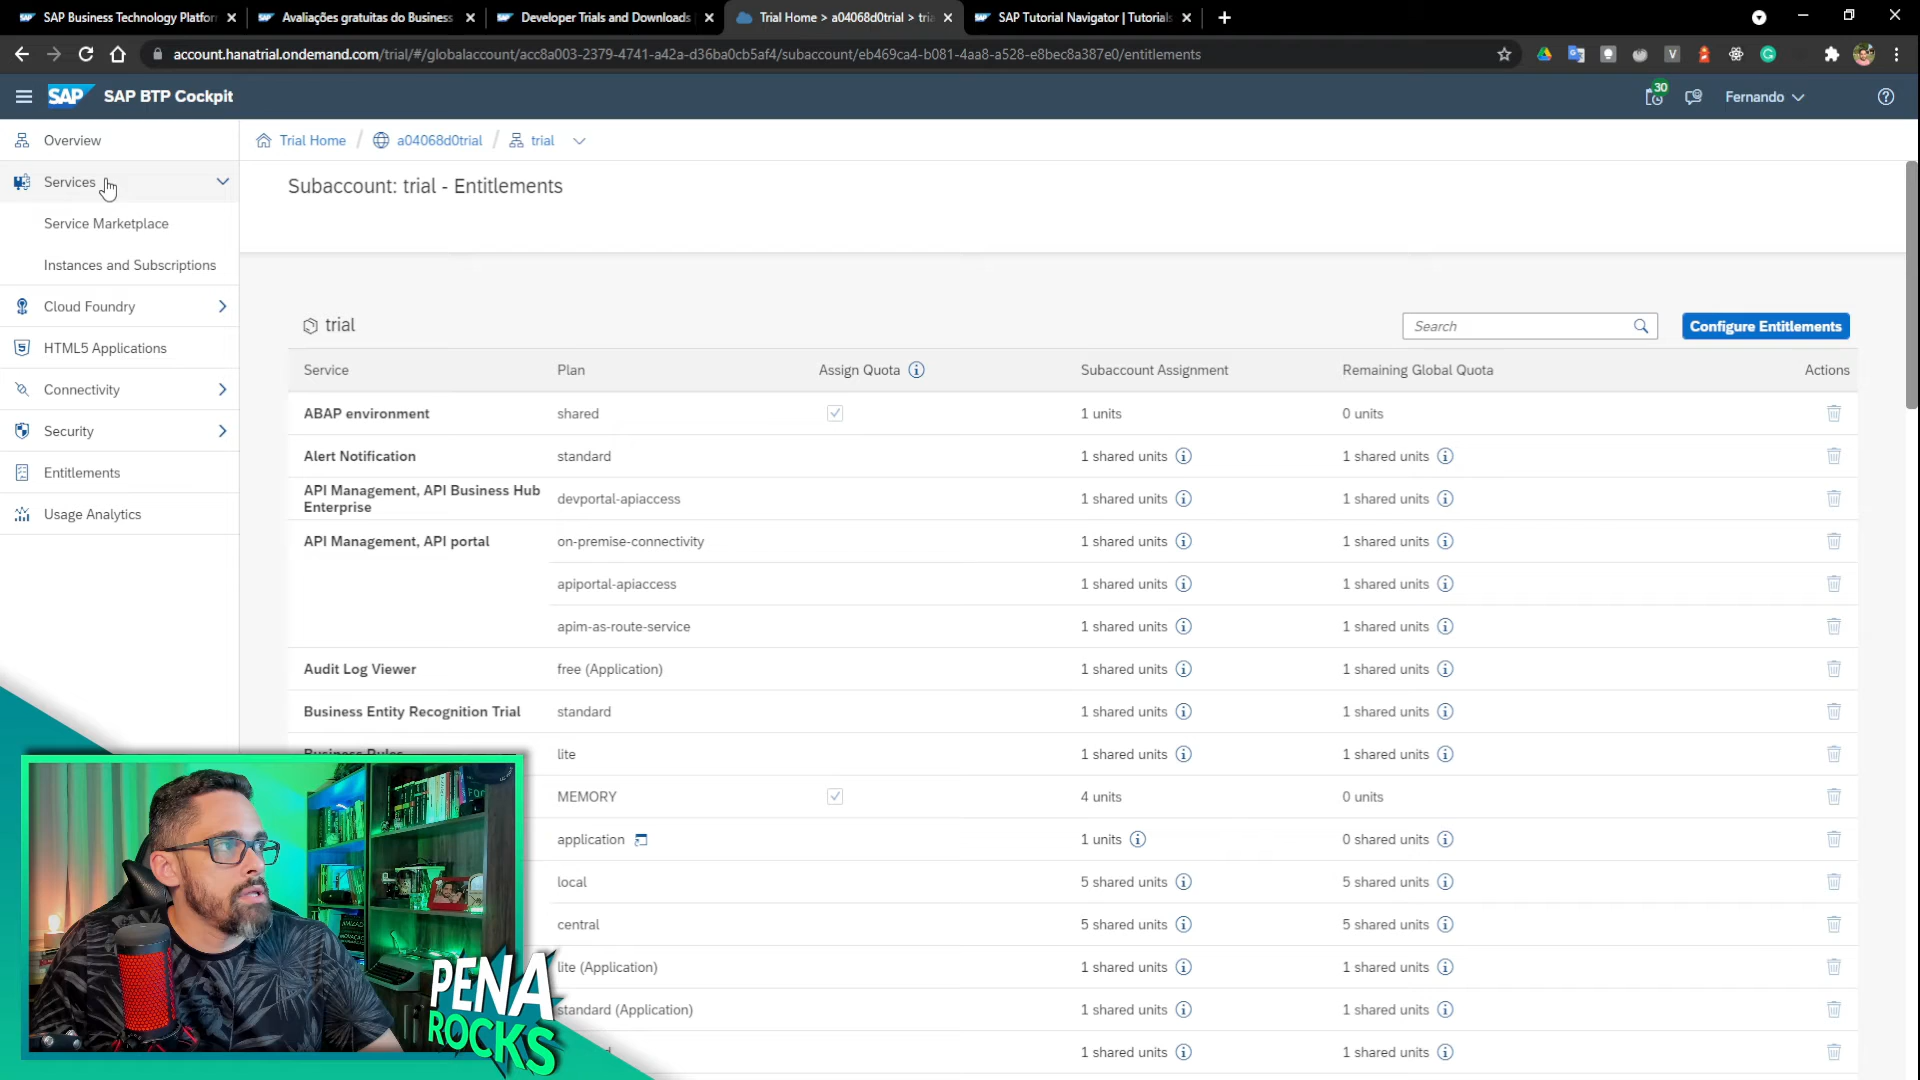 SAP Business Technology Platfor
Avaliações gratuitas do Business
Developer Trials and Downloads
Trial Home > a04068d0trial > tri
SAP Tutorial Navigator | Tutorials
account.hanatrial.ondemand.com/trial/#/globalaccount/acc8a003-2379-4741-a42a-d36ba0cb5af4/subaccount/eb469ca4-b081-4aa8-a528-e8bec8a387e0/entitlements
SAP SAP BTP Cockpit
30
Fernando
Overview
Services
Service Marketplace
Instances and Subscriptions
Cloud Foundry
HTML5 Applications
Connectivity
Security
Entitlements
Usage Analytics
Trial Home / a04068d0trial / trial
Subaccount: trial - Entitlements
trial
Search
Configure Entitlements
Service Plan Assign Quota Subaccount Assignment Remaining Global Quota Actions
ABAP environment shared 1 units 0 units
Alert Notification standard 1 shared units 1 shared units
API Management, API Business Hub
Enterprise devportal-apiaccess 1 shared units 1 shared units
API Management, API portal on-premise-connectivity 1 shared units 1 shared units
apiportal-apiaccess 1 shared units 1 shared units
apim-as-route-service 1 shared units 1 shared units
Audit Log Viewer free (Application) 1 shared units 1 shared units
Business Entity Recognition Trial standard 1 shared units 1 shared units
Business Rules lite 1 shared units 1 shared units
MEMORY 4 units 0 units
application 1 units 0 shared units
local 5 shared units 5 shared units
central 5 shared units 5 shared units
lite (Application) 1 shared units 1 shared units
standard (Application) 1 shared units 1 shared units
1 shared units 1 shared units
PENA
ROCKS